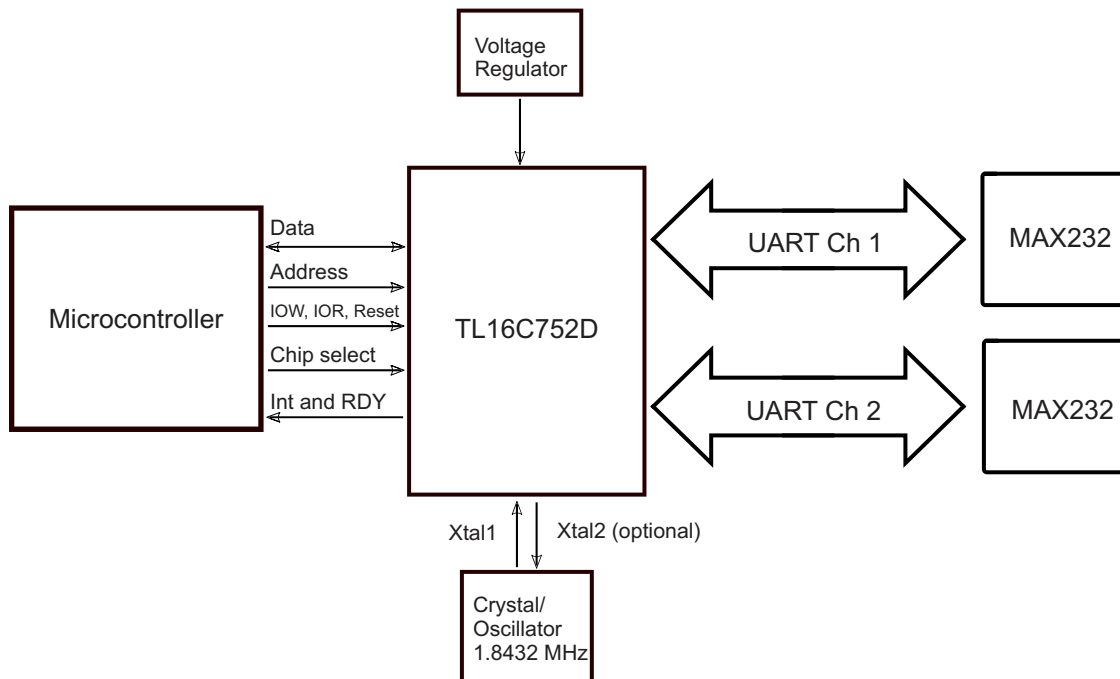 Voltage
Regulator
Data
Address
IOW, IOR, Reset
Chip select
Int and RDY
Microcontroller
TL16C752D
UART Ch 1
MAX232
UART Ch 2
MAX232
Xtal1
Xtal2 (optional)
Crystal/
Oscillator
1.8432 MHz